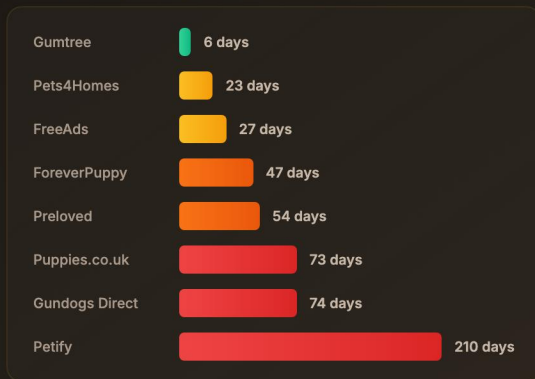 Gumtree 6 days
Pets4Homes 23 days
FreeAds 27 days
ForeverPuppy 47 days
Preloved 54 days
Puppies.co.uk 73 days
Gundogs Direct 74 days
Petify 210 days